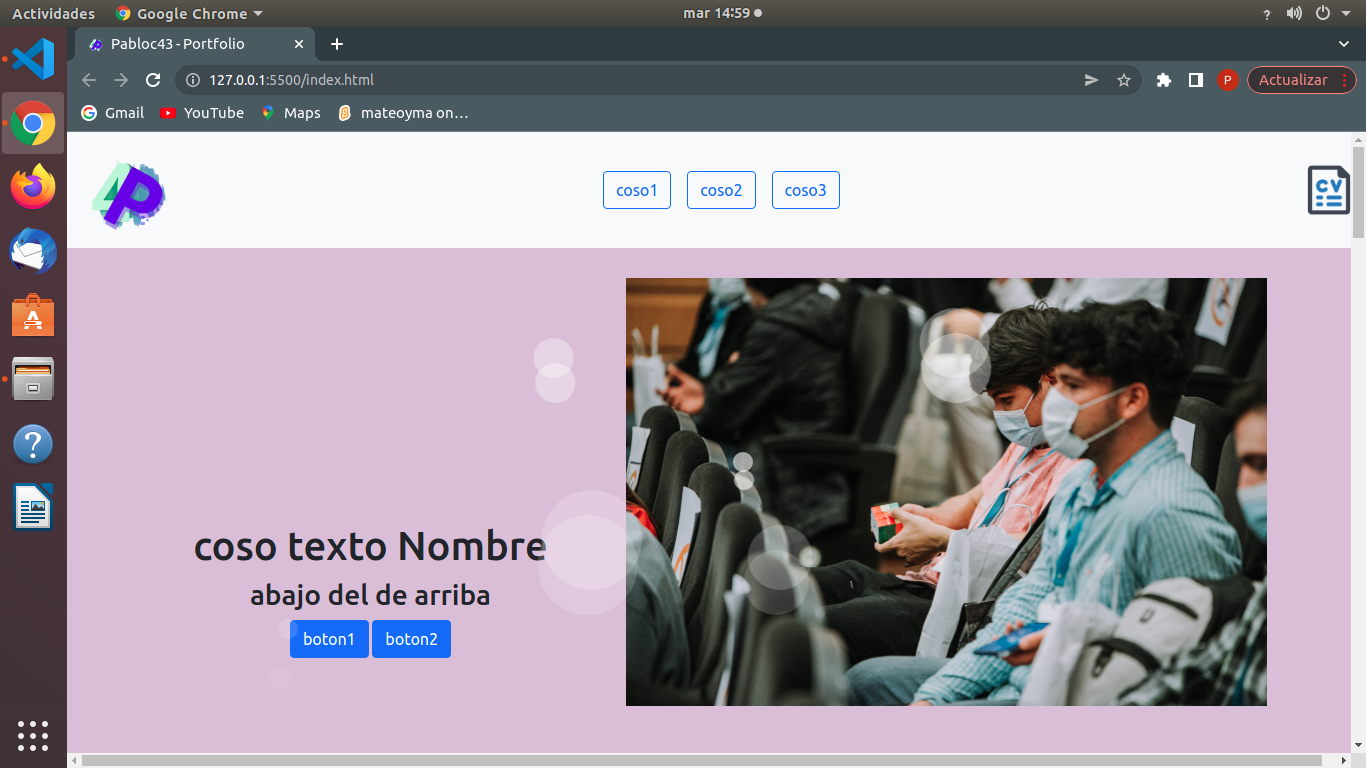 Actividades Google Chrome mar 14:59 ?
Pabloc43 - Portfolio
127.0.0.1:5500/index.html P Actualizar
Gmail YouTube Maps mateoyma on…
4P coso1 coso2 coso3 CV
coso texto Nombre
abajo del de arriba
boton1 boton2